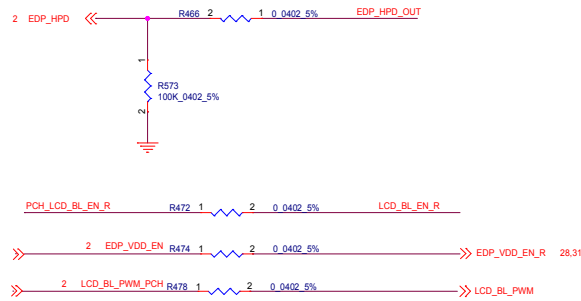 2 EDP_HPD R466 2 1 0_0402_5% EDP_HPD_OUT
1
R573
100K_0402_5%
2
PCH_LCD_BL_EN_R R472 1 2 0_0402_5% LCD_BL_EN_R
2 EDP_VDD_EN R474 1 2 0_0402_5% EDP_VDD_EN_R 28,31
2 LCD_BL_PWM_PCH R478 1 2 0_0402_5% LCD_BL_PWM